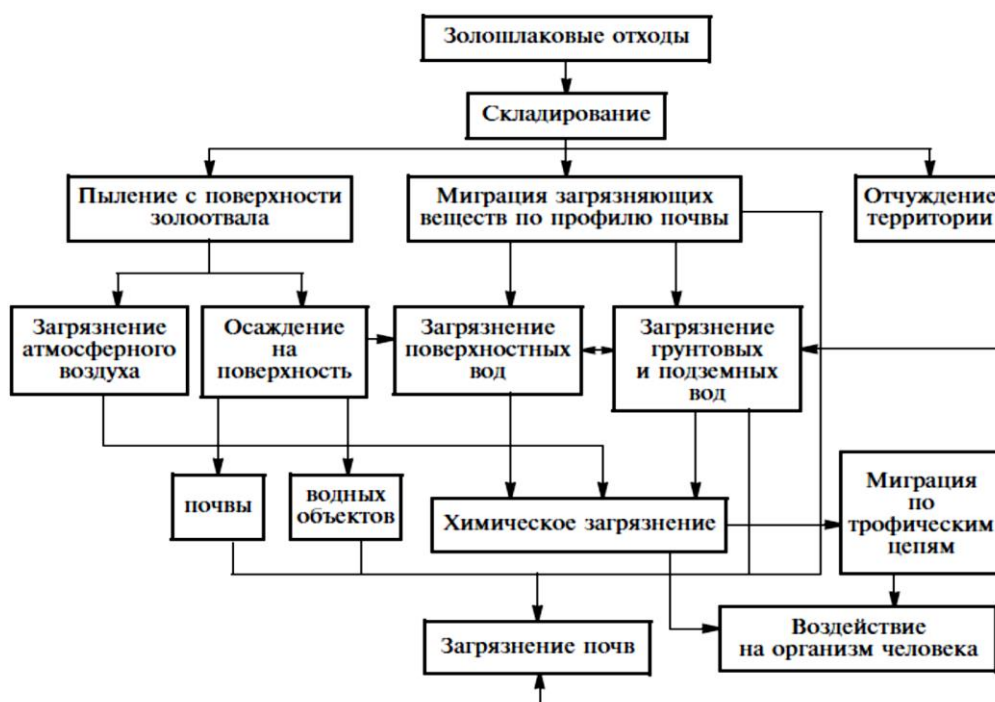 Золошлаковые отходы
Складирование
Пыление с поверхности
золоотвала
Миграция загрязняющих
веществ по профилю почвы
Отчуждение
территории
Загрязнение
атмосферного
воздуха
Осаждение
на
поверхность
Загрязнение
поверхностных
вод
Загрязнение
грунтовых
и подземных
вод
почвы
водных
объектов
Химическое загрязнение
Миграция
по
трофическим
цепям
Загрязнение почв
Воздействие
на организм человека